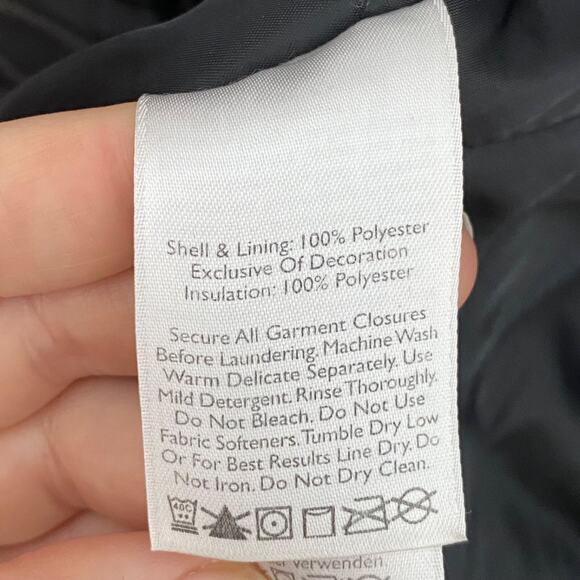 Shell & Lining: 100% Polyester
Exclusive Of Decoration
Insulation: 100% Polyester
Secure All Garment Closures
Before Laundering. Machine Wash
Warm Delicate Separately. Use
Mild Detergent. Rinse Thoroughly.
Do Not Bleach. Do Not Use
Fabric Softeners. Tumble Dry Low
Or For Best Results Line Dry. Do
Not Iron. Do Not Dry Clean.
40C
verwenden.